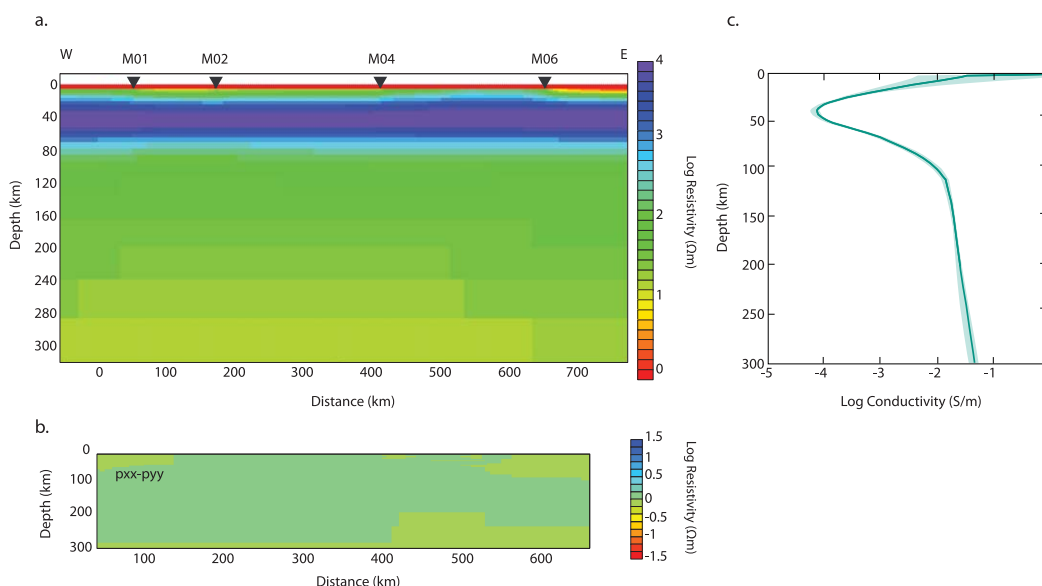 a.
W M01 M02 M04 M06 E
0
40
80
120
160
200
240
280
300
Depth (km)
0 100 200 300 400 500 600 700
Distance (km)
4
3
2
1
0
Log Resistivity (Ωm)
b.
pxx-pyy
0
100
200
300
Depth (km)
100 200 300 400 500 600
Distance (km)
1.5
1
0.5
0
-0.5
-1
-1.5
Log Resistivity (Ωm)
c.
0
50
100
150
200
250
300
Depth (km)
-5 -4 -3 -2 -1
Log Conductivity (S/m)